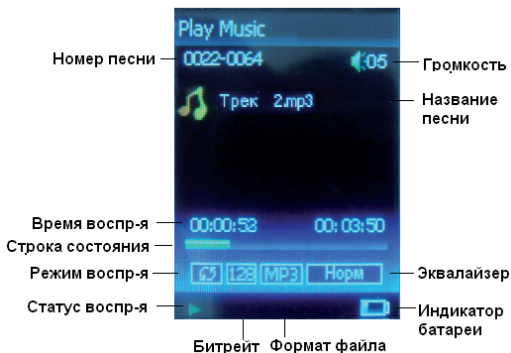 Play Music
Номер песни
0022-0064
05
Громкость
Трек 2.mp3
Название
песни
Время воспр-я
00:00:52
00:03:50
Строка состояния
Режим воспр-я
128
MP3
Норм
Эквалайзер
Статус воспр-я
Индикатор
батареи
Битрейт
Формат файла